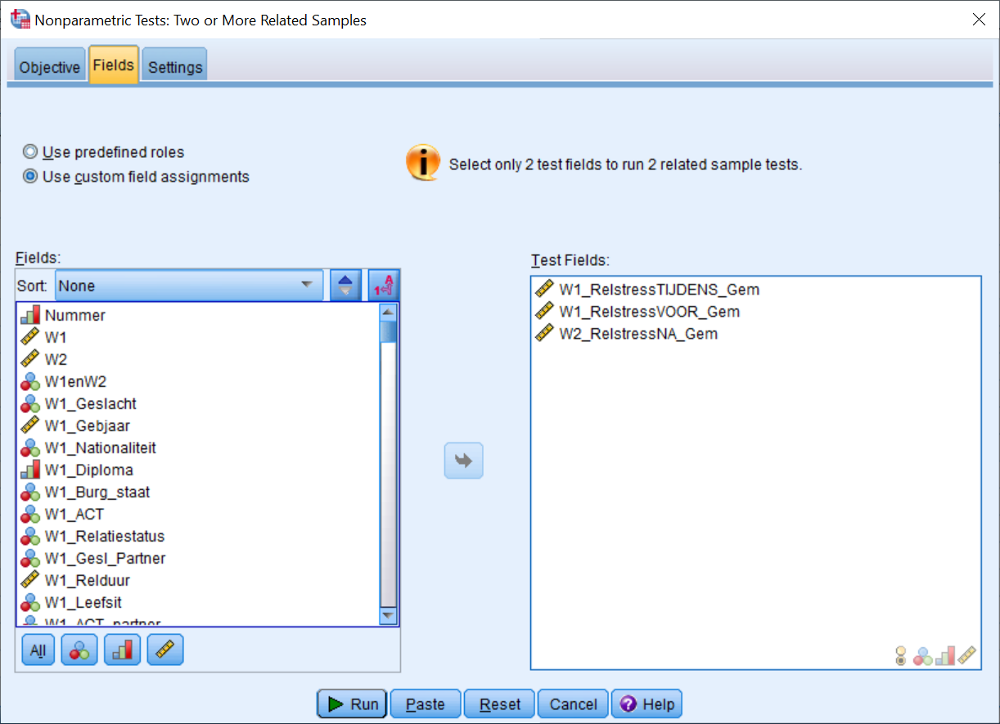 Nonparametric Tests: Two or More Related Samples
Objective Fields Settings
Use predefined roles
Use custom field assignments
Select only 2 test fields to run 2 related sample tests.
Fields:
Sort: None
Nummer
W1
W2
W1enW2
W1_Geslacht
W1_Gebjaar
W1_Nationaliteit
W1_Diploma
W1_Burg_staat
W1_ACT
W1_Relatiestatus
W1_Gesl_Partner
W1_Relduur
W1_Leefsit
W1_ACT_partner
All
Test Fields:
W1_RelstressTIJDENS_Gem
W1_RelstressVOOR_Gem
W2_RelstressNA_Gem
Run Paste Reset Cancel Help